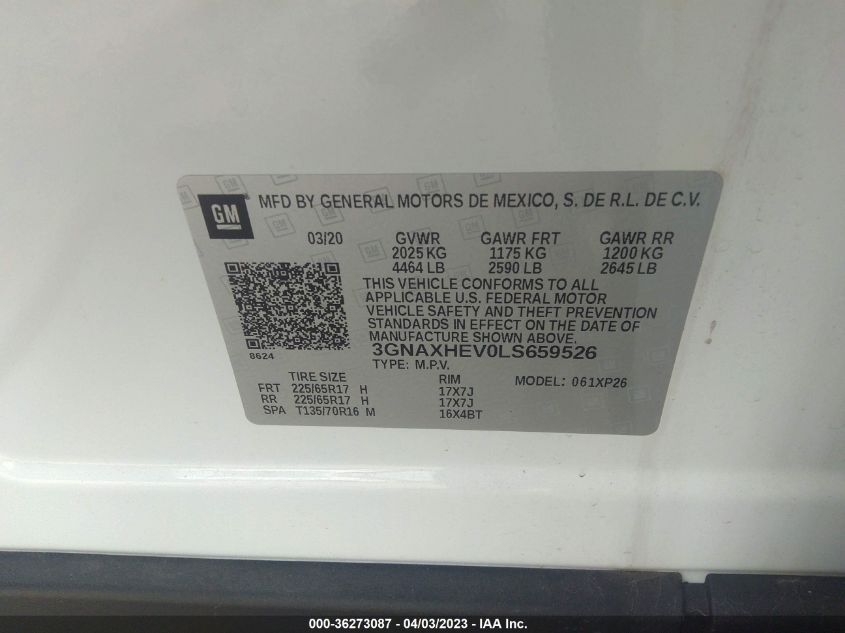 GM
MFD BY GENERAL MOTORS DE MEXICO, S. DE R.L. DE C.V.
03/20 GVWR GAWR FRT GAWR RR
2025 KG 1175 KG 1200 KG
4464 LB 2590 LB 2645 LB
THIS VEHICLE CONFORMS TO ALL
APPLICABLE U.S. FEDERAL MOTOR
VEHICLE SAFETY AND THEFT PREVENTION
STANDARDS IN EFFECT ON THE DATE OF
MANUFACTURE SHOWN ABOVE.
8624
3GNAXHEV0LS659526
TYPE: M.P.V.
TIRE SIZE RIM MODEL: 061XP26
FRT 225/65R17 H 17X7J
RR 225/65R17 H 17X7J
SPA T135/70R16 M 16X4BT
000-36273087 - 04/03/2023 - IAA Inc.